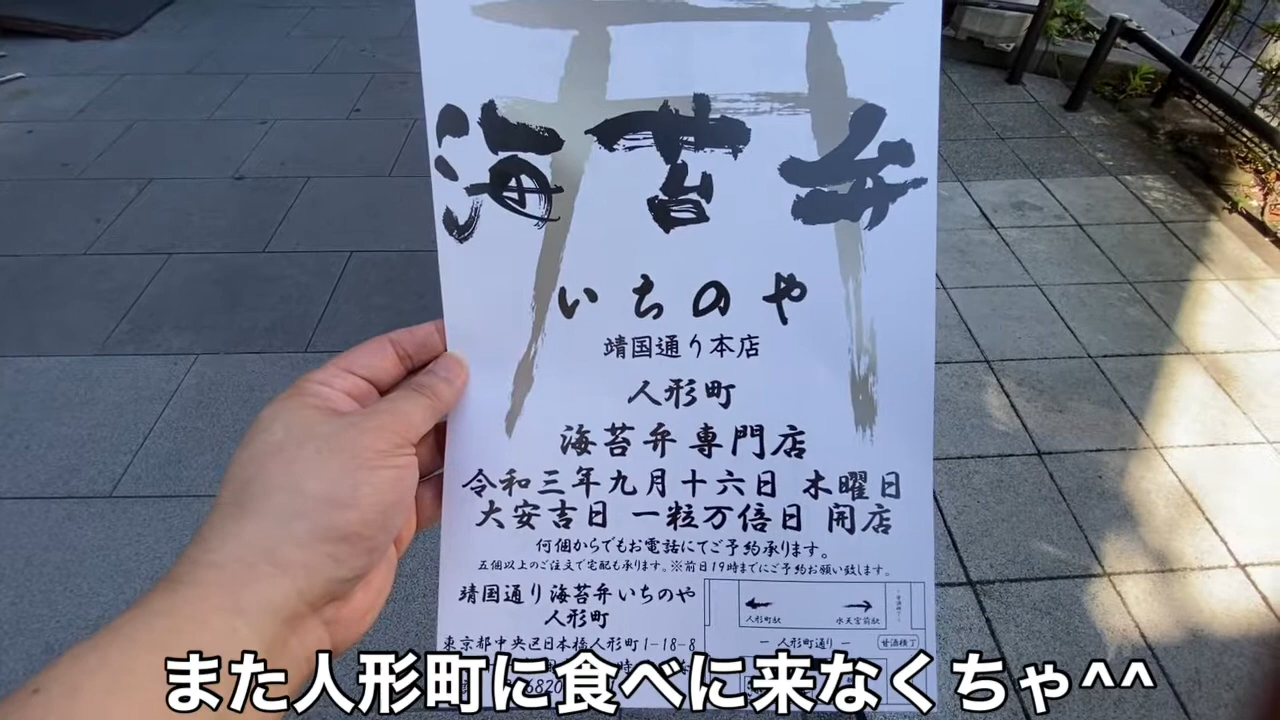 海苔弁
いちのや
靖国通り本店
人形町
海苔弁専門店
令和三年九月十六日 木曜日
大安吉日 一粒万倍日 開店
何個からでもお電話にてご予約承ります。
五個以上のご注文で宅配も承ります。※前日19時までにご予約お願い致します。
靖国通り海苔弁いちのや
人形町
東京都中央区日本橋人形町1-18-8
人形町駅
水天宮前駅
ー 人形町通り ー
甘酒横丁
また人形町に食べに来なくちゃ^^